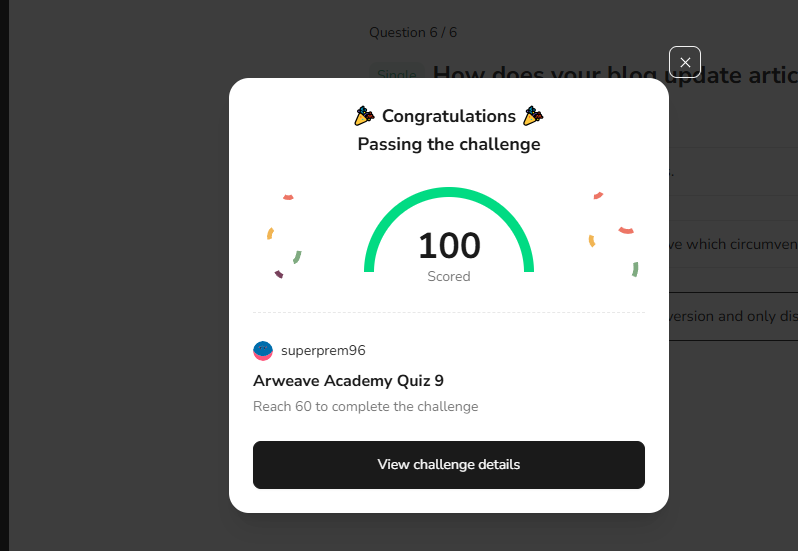 Question 6 / 6
Single How does your blog update artic
🎉 Congratulations 🎉
Passing the challenge
100
Scored
ve which circumven
version and only dis
superprem96
Arweave Academy Quiz 9
Reach 60 to complete the challenge
View challenge details